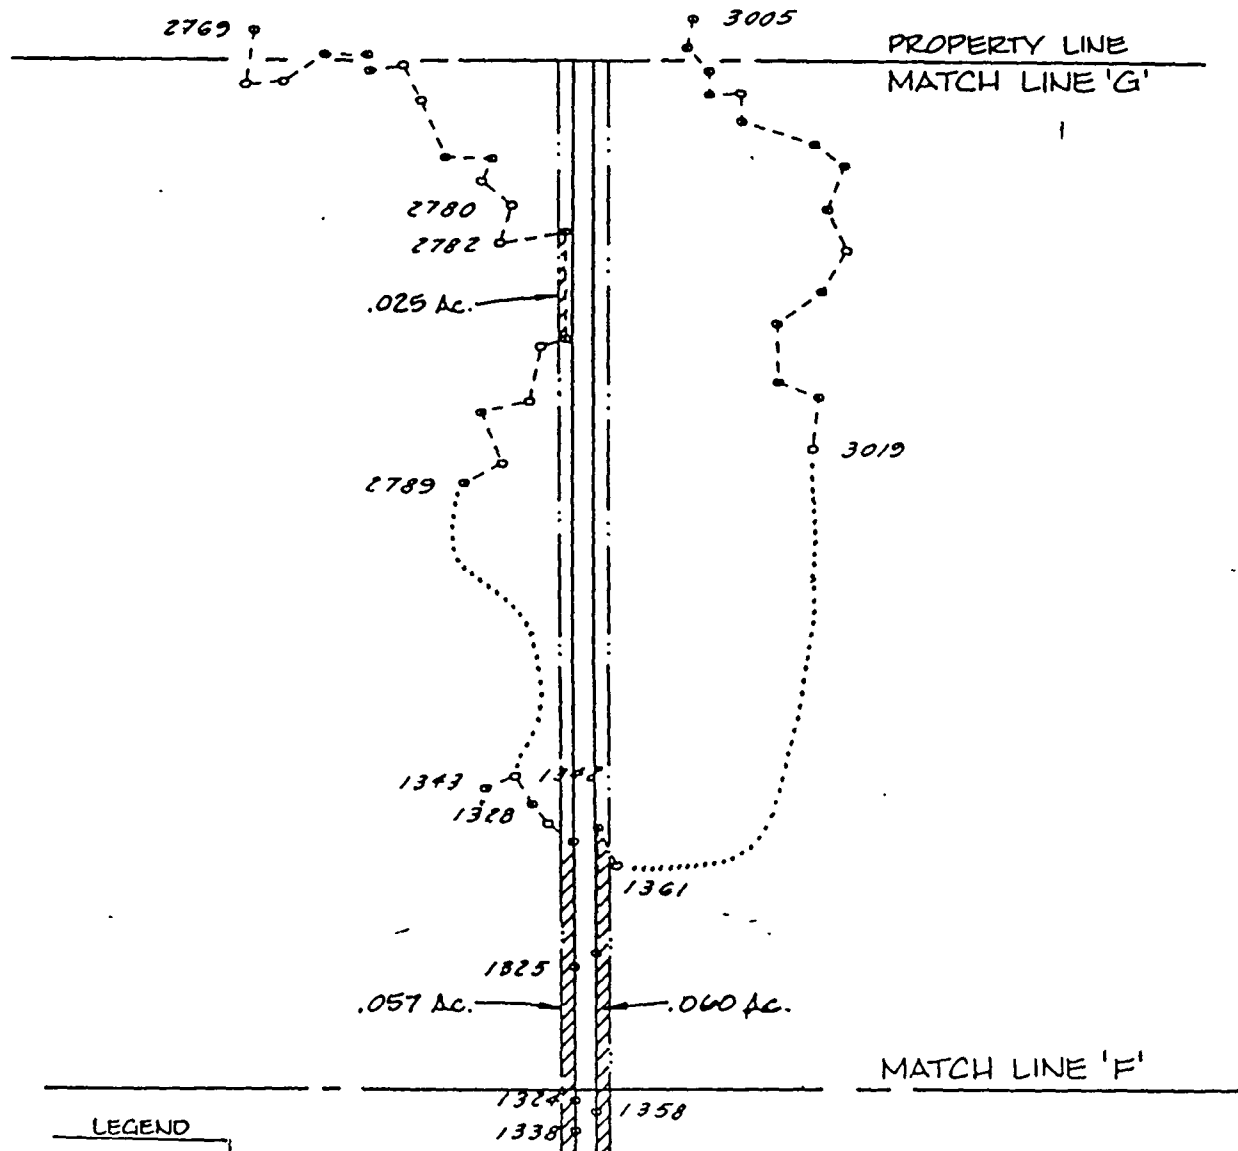 2769
3005
PROPERTY LINE
MATCH LINE 'G'
2780
2782
.025 Ac.
3019
2789
1343
1328
1361
1325
.057 Ac.
.060 Ac.
MATCH LINE 'F'
1324
1358
1338
LEGEND